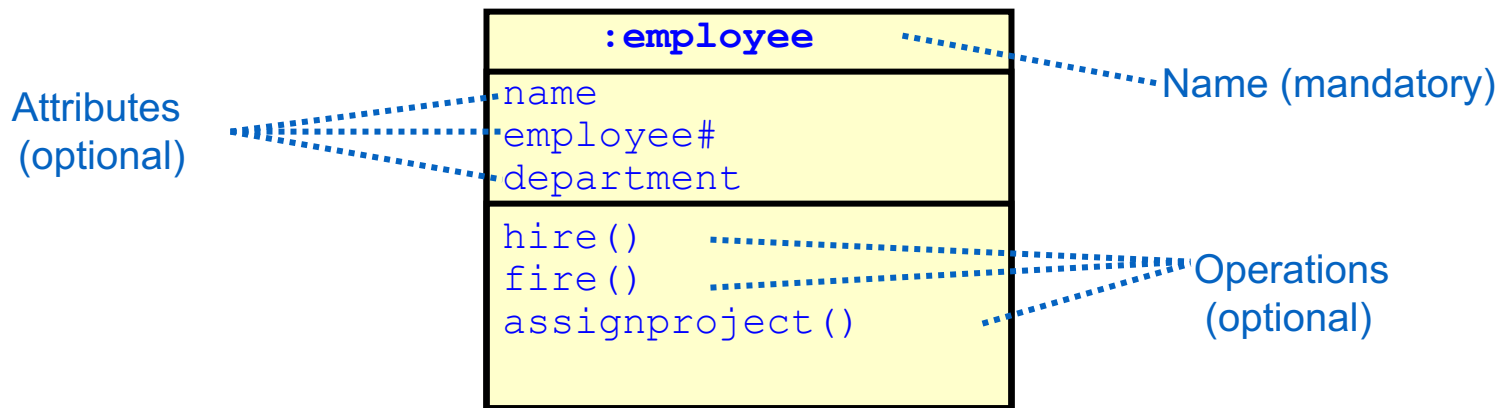 :employee
Name (mandatory)
Attributes
(optional)
name
employee#
department
hire()
fire()
assignproject()
Operations
(optional)